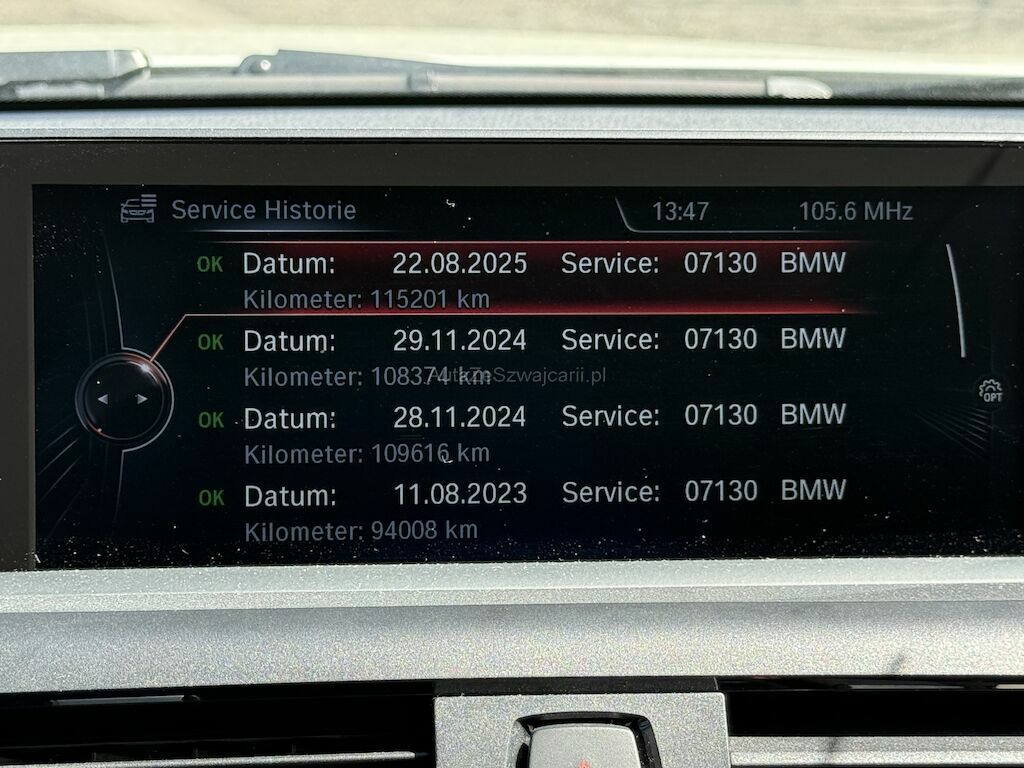 Service Historie 13:47 105.6 MHz
OK Datum: 22.08.2025 Service: 07130 BMW
Kilometer: 115201 km
OK Datum: 29.11.2024 Service: 07130 BMW
Kilometer: 108374 km
AutaZeSzwajcarii.pl
OK Datum: 28.11.2024 Service: 07130 BMW
Kilometer: 109616 km
OPT
OK Datum: 11.08.2023 Service: 07130 BMW
Kilometer: 94008 km